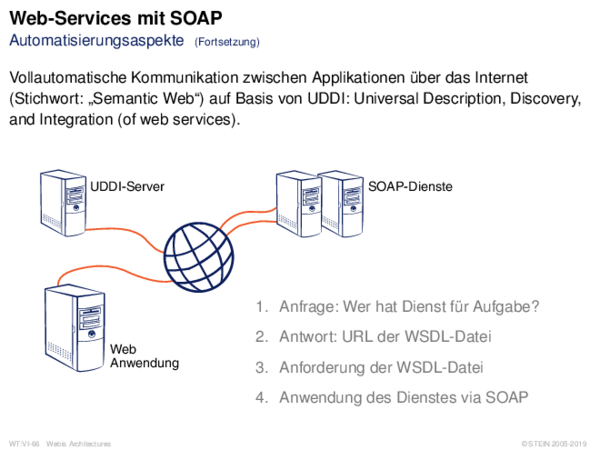 Web-Services mit SOAP
Automatisierungsaspekte (Fortsetzung)
Vollautomatische Kommunikation zwischen Applikationen über das Internet
(Stichwort: „Semantic Web“) auf Basis von UDDI: Universal Description, Discovery,
and Integration (of web services).
UDDI-Server
SOAP-Dienste
Web
Anwendung
1. Anfrage: Wer hat Dienst für Aufgabe?
2. Antwort: URL der WSDL-Datei
3. Anforderung der WSDL-Datei
4. Anwendung des Dienstes via SOAP
WT:VI-66 Webis Architectures
© STEIN 2005-2019